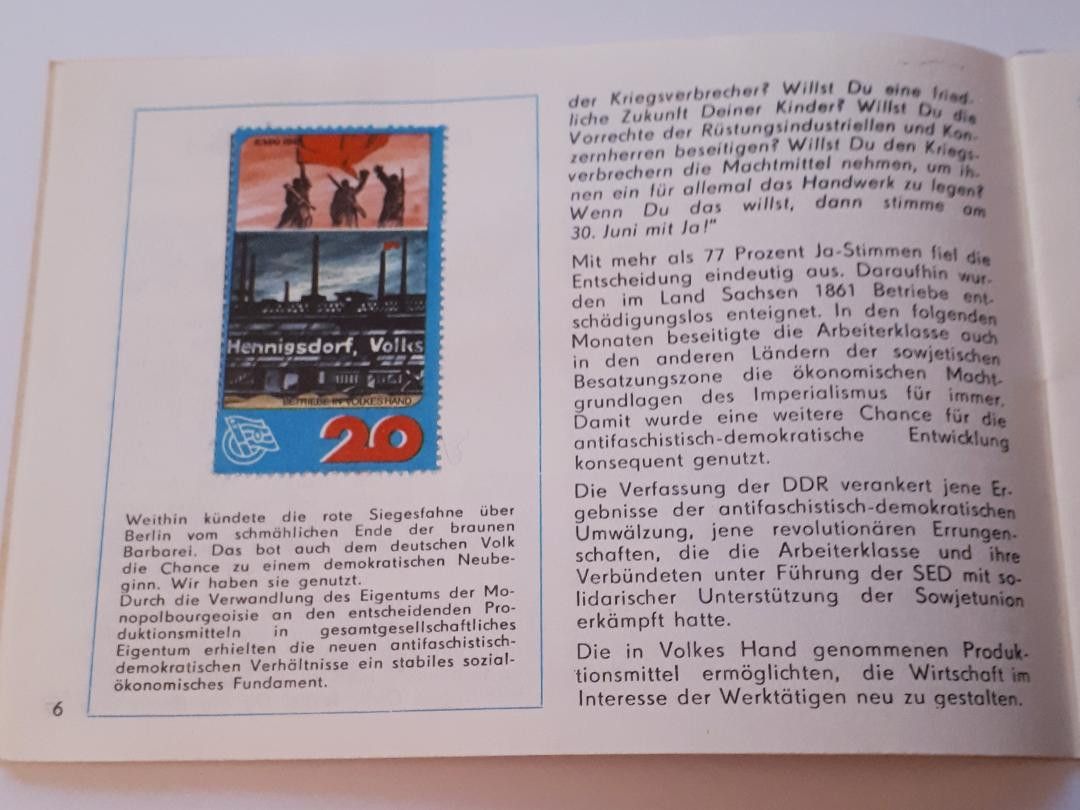 Hennigsdorf, Volks
BETRIEBE IN VOLKES HAND
20
Weithin kündete die rote Siegesfahne über
Berlin vom schmählichen Ende der braunen
Barbarei. Das bot auch dem deutschen Volk
die Chance zu einem demokratischen Neube-
ginn. Wir haben sie genutzt.
Durch die Verwandlung des Eigentums der Mo-
nopolbourgeoisie an den entscheidenden Pro-
duktionsmitteln in gesamtgesellschaftliches
Eigentum erhielten die neuen antifaschistisch-
demokratischen Verhältnisse ein stabiles sozial-
ökonomisches Fundament.
6
der Kriegsverbrecher? Willst Du eine fried-
liche Zukunft Deiner Kinder? Willst Du die
Vorrechte der Rüstungsindustriellen und Kon-
zernherren beseitigen? Willst Du den Kriegs-
verbrechern die Machtmittel nehmen, um ih-
nen ein für allemal das Handwerk zu legen?
Wenn Du das willst, dann stimme am
30. Juni mit Ja!"
Mit mehr als 77 Prozent Ja-Stimmen fiel die
Entscheidung eindeutig aus. Daraufhin wur-
den im Land Sachsen 1861 Betriebe ent-
schädigungslos enteignet. In den folgenden
Monaten beseitigte die Arbeiterklasse auch
in den anderen Ländern der sowjetischen
Besatzungszone die ökonomischen Macht-
grundlagen des Imperialismus für immer.
Damit wurde eine weitere Chance für die
antifaschistisch-demokratische Entwicklung
konsequent genutzt.
Die Verfassung der DDR verankert jene Er-
gebnisse der antifaschistisch-demokratischen
Umwälzung, jene revolutionären Errungen-
schaften, die die Arbeiterklasse und ihre
Verbündeten unter Führung der SED mit so-
lidarischer Unterstützung der Sowjetunion
erkämpft hatte.
Die in Volkes Hand genommenen Produk-
tionsmittel ermöglichten, die Wirtschaft im
Interesse der Werktätigen neu zu gestalten.